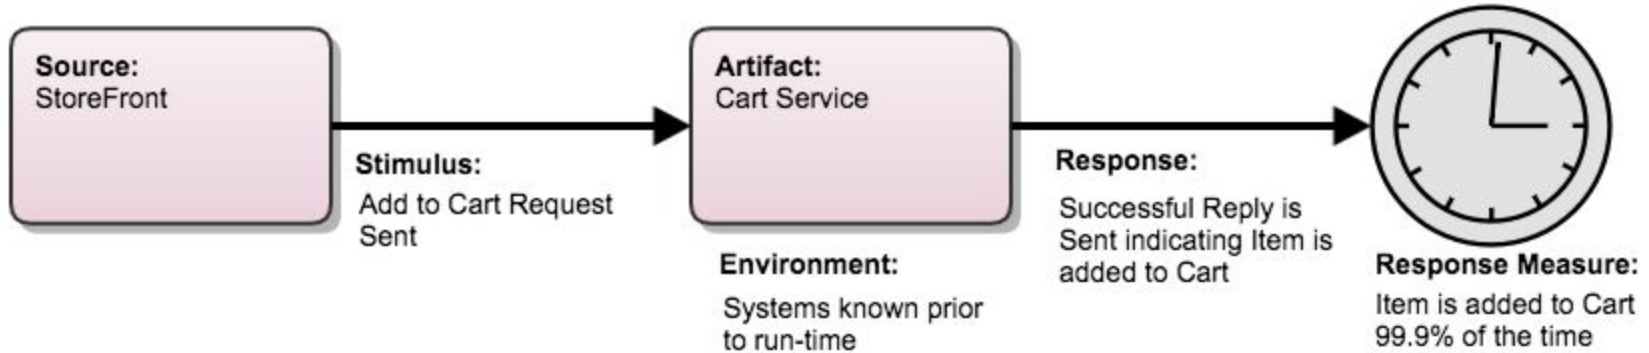 Source:
StoreFront
Stimulus:
Add to Cart Request
Sent
Artifact:
Cart Service
Environment:
Systems known prior
to run-time
Response:
Successful Reply is
Sent indicating Item is
added to Cart
Response Measure:
Item is added to Cart
99.9% of the time